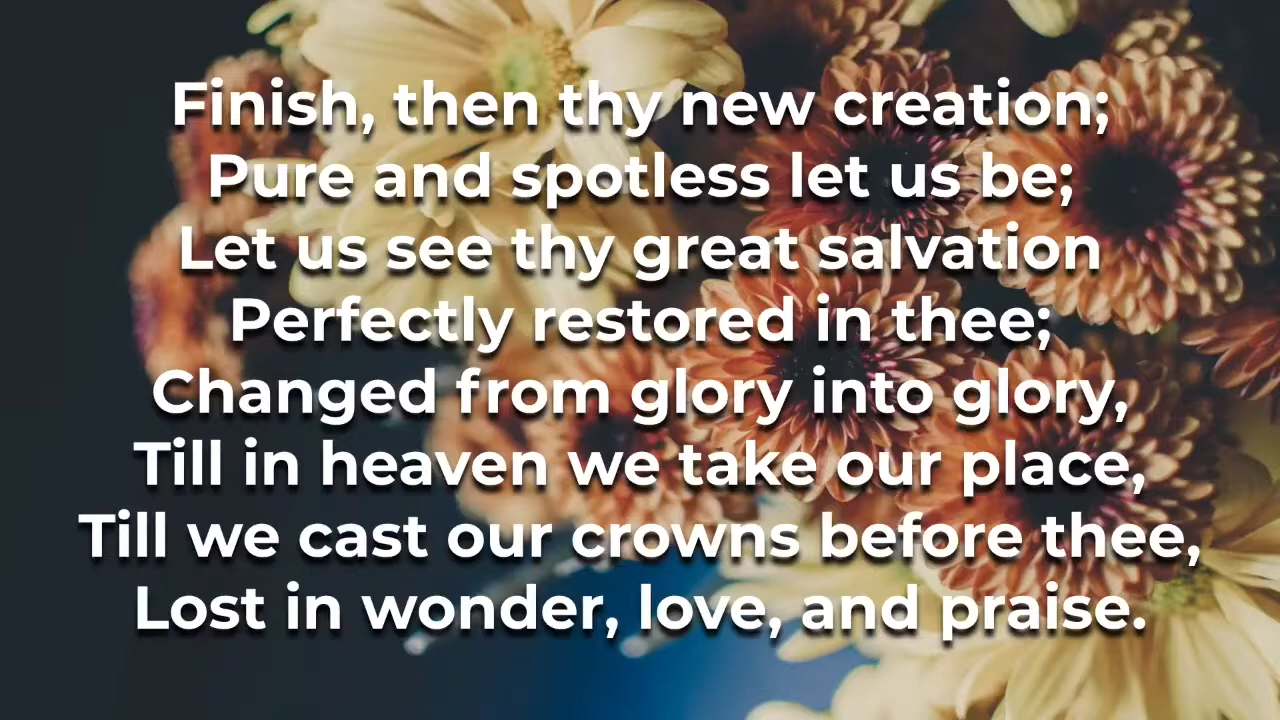 Finish, then thy new creation;
Pure and spotless let us be;
Let us see thy great salvation
Perfectly restored in thee;
Changed from glory into glory,
Till in heaven we take our place,
Till we cast our crowns before thee,
Lost in wonder, love, and praise.